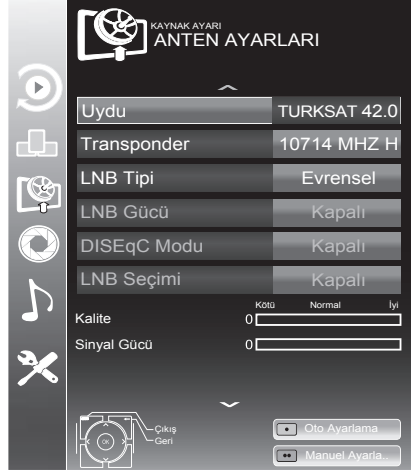 KAYNAK AYARI
ANTEN AYARLARI
Uydu TURKSAT 42.0
Transponder 10714 MHZ H
LNB Tipi Evrensel
LNB Gücü Kapalı
DISEqC Modu Kapalı
LNB Seçimi Kapalı
Kötü Normal İyi
Kalite 0
Sinyal Gücü 0
Çıkış
Geri
OK
Oto Ayarlama
Manuel Ayarla..